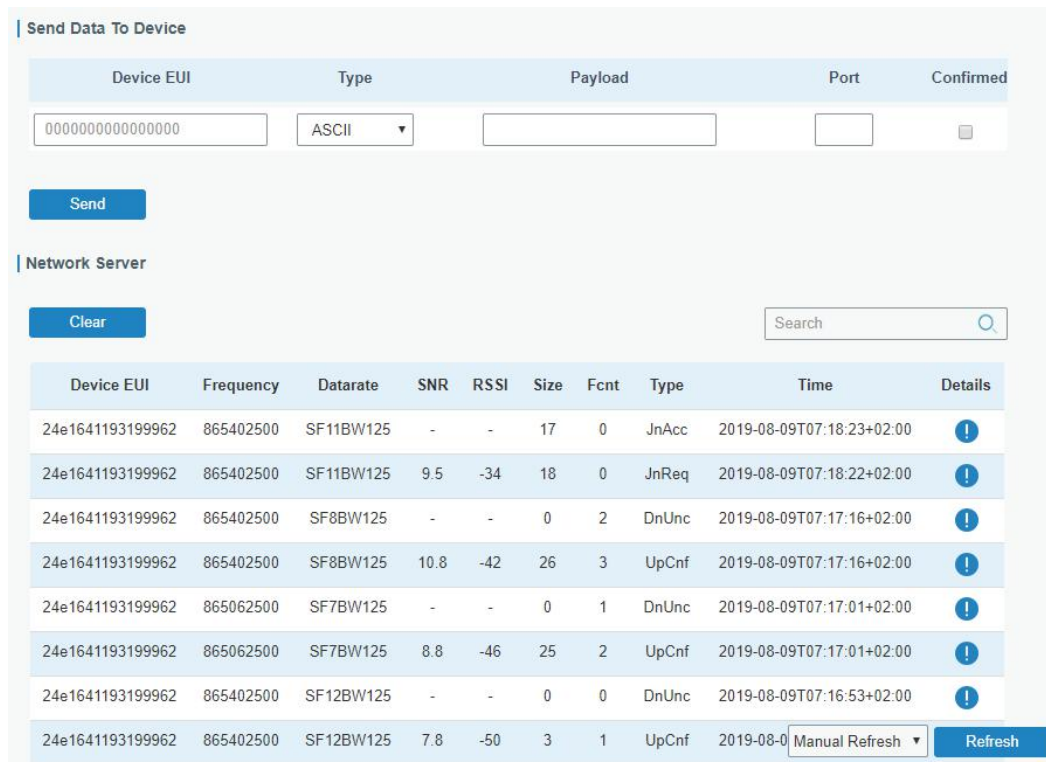 Send Data To Device
Device EUI Type Payload Port Confirmed
0000000000000000 ASCII
Send
Network Server
Clear Search
Device EUI Frequency Datarate SNR RSSI Size Fcnt Type Time Details
24e1641193199962 865402500 SF11BW125 - - 17 0 JnAcc 2019-08-09T07:18:23+02:00
24e1641193199962 865402500 SF11BW125 9.5 -34 18 0 JnReq 2019-08-09T07:18:22+02:00
24e1641193199962 865402500 SF8BW125 - - 0 2 DnUnc 2019-08-09T07:17:16+02:00
24e1641193199962 865402500 SF8BW125 10.8 -42 26 3 UpCnf 2019-08-09T07:17:16+02:00
24e1641193199962 865062500 SF7BW125 - - 0 1 DnUnc 2019-08-09T07:17:01+02:00
24e1641193199962 865062500 SF7BW125 8.8 -46 25 2 UpCnf 2019-08-09T07:17:01+02:00
24e1641193199962 865402500 SF12BW125 - - 0 0 DnUnc 2019-08-09T07:16:53+02:00
24e1641193199962 865402500 SF12BW125 7.8 -50 3 1 UpCnf 2019-08-0 Manual Refresh Refresh